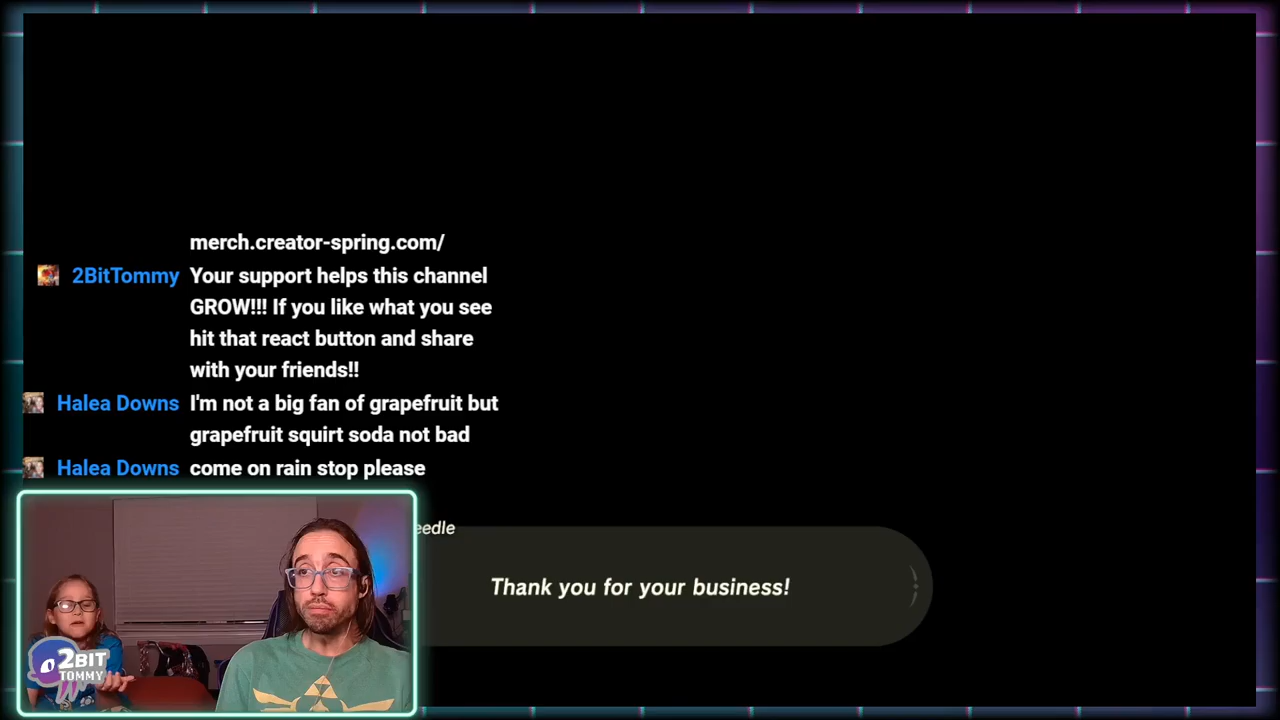 merch.creator-spring.com/
2BitTommy Your support helps this channel
GROW!!! If you like what you see
hit that react button and share
with your friends!!
Halea Downs I'm not a big fan of grapefruit but
grapefruit squirt soda not bad
Halea Downs come on rain stop please
eedle
Thank you for your business!
2BIT
TOMMY